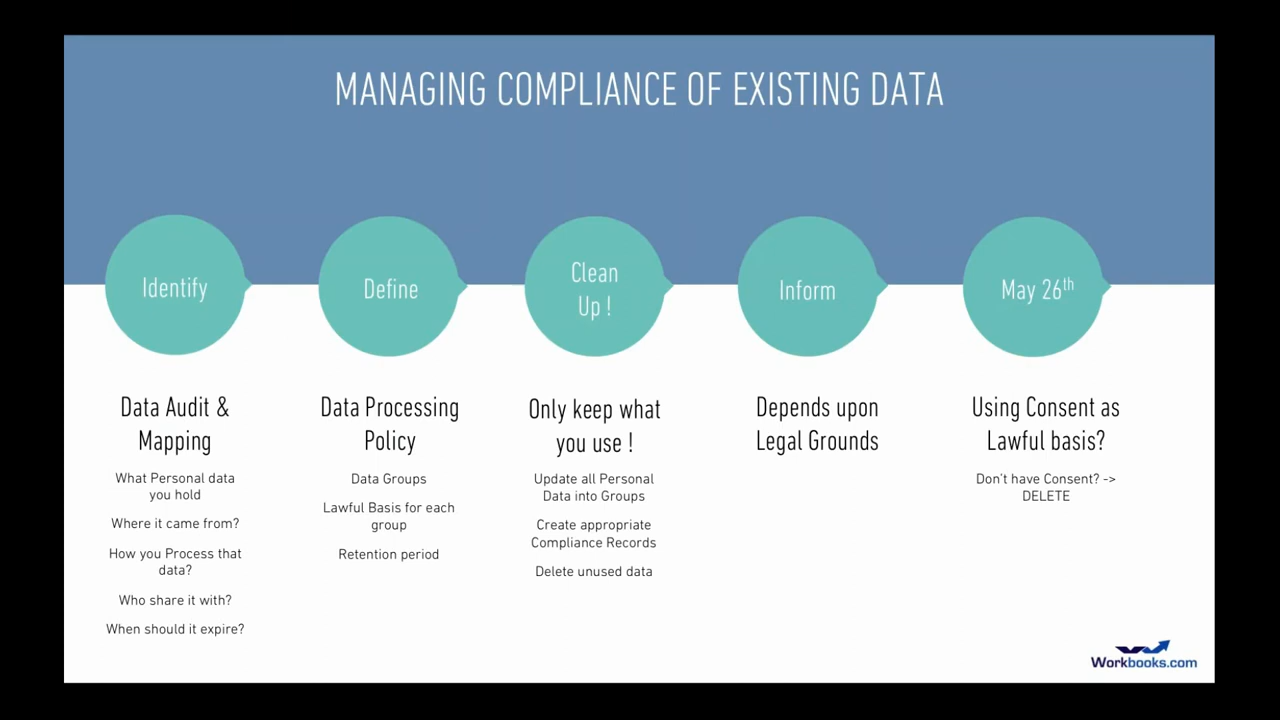 MANAGING COMPLIANCE OF EXISTING DATA
Identify
Data Audit &
Mapping
What Personal data
you hold
Where it came from?
How you Process that
data?
Who share it with?
When should it expire?
Define
Data Processing
Policy
Data Groups
Lawful Basis for each
group
Retention period
Clean
Up !
Only keep what
you use !
Update all Personal
Data into Groups
Create appropriate
Compliance Records
Delete unused data
Inform
Depends upon
Legal Grounds
May 26th
Using Consent as
Lawful basis?
Don't have Consent? ->
DELETE
Workbooks.com